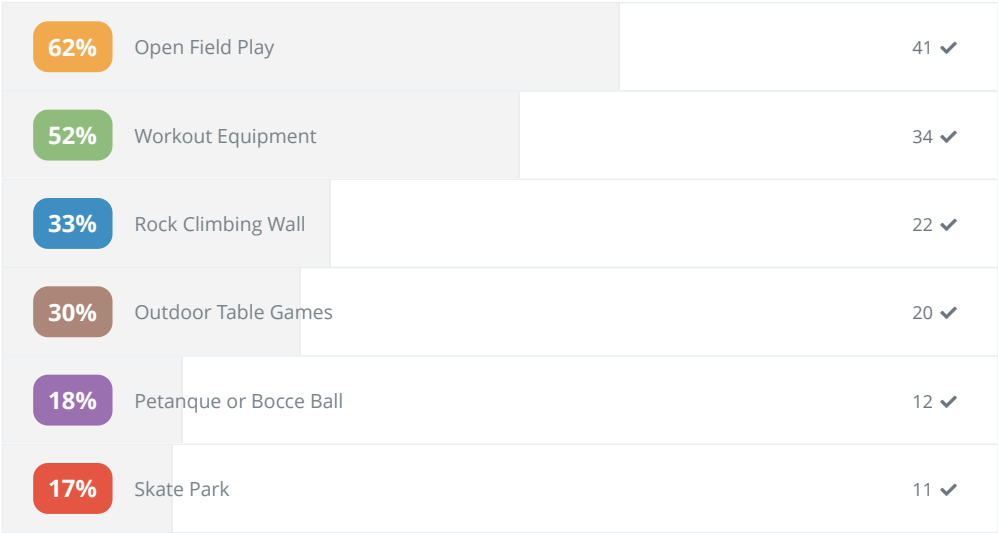 62% Open Field Play 41
52% Workout Equipment 34
33% Rock Climbing Wall 22
30% Outdoor Table Games 20
18% Petanque or Bocce Ball 12
17% Skate Park 11